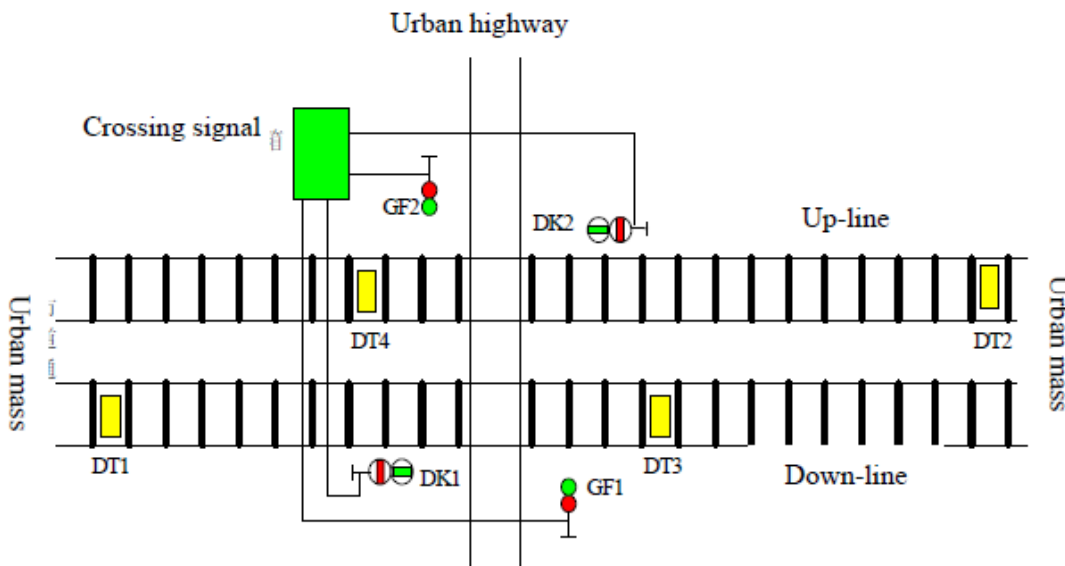 Urban highway
Crossing signal
GF2
DK2
Up-line
Urban mass
Urban mass
DT4
DT2
DT1
DT3
DK1
GF1
Down-line